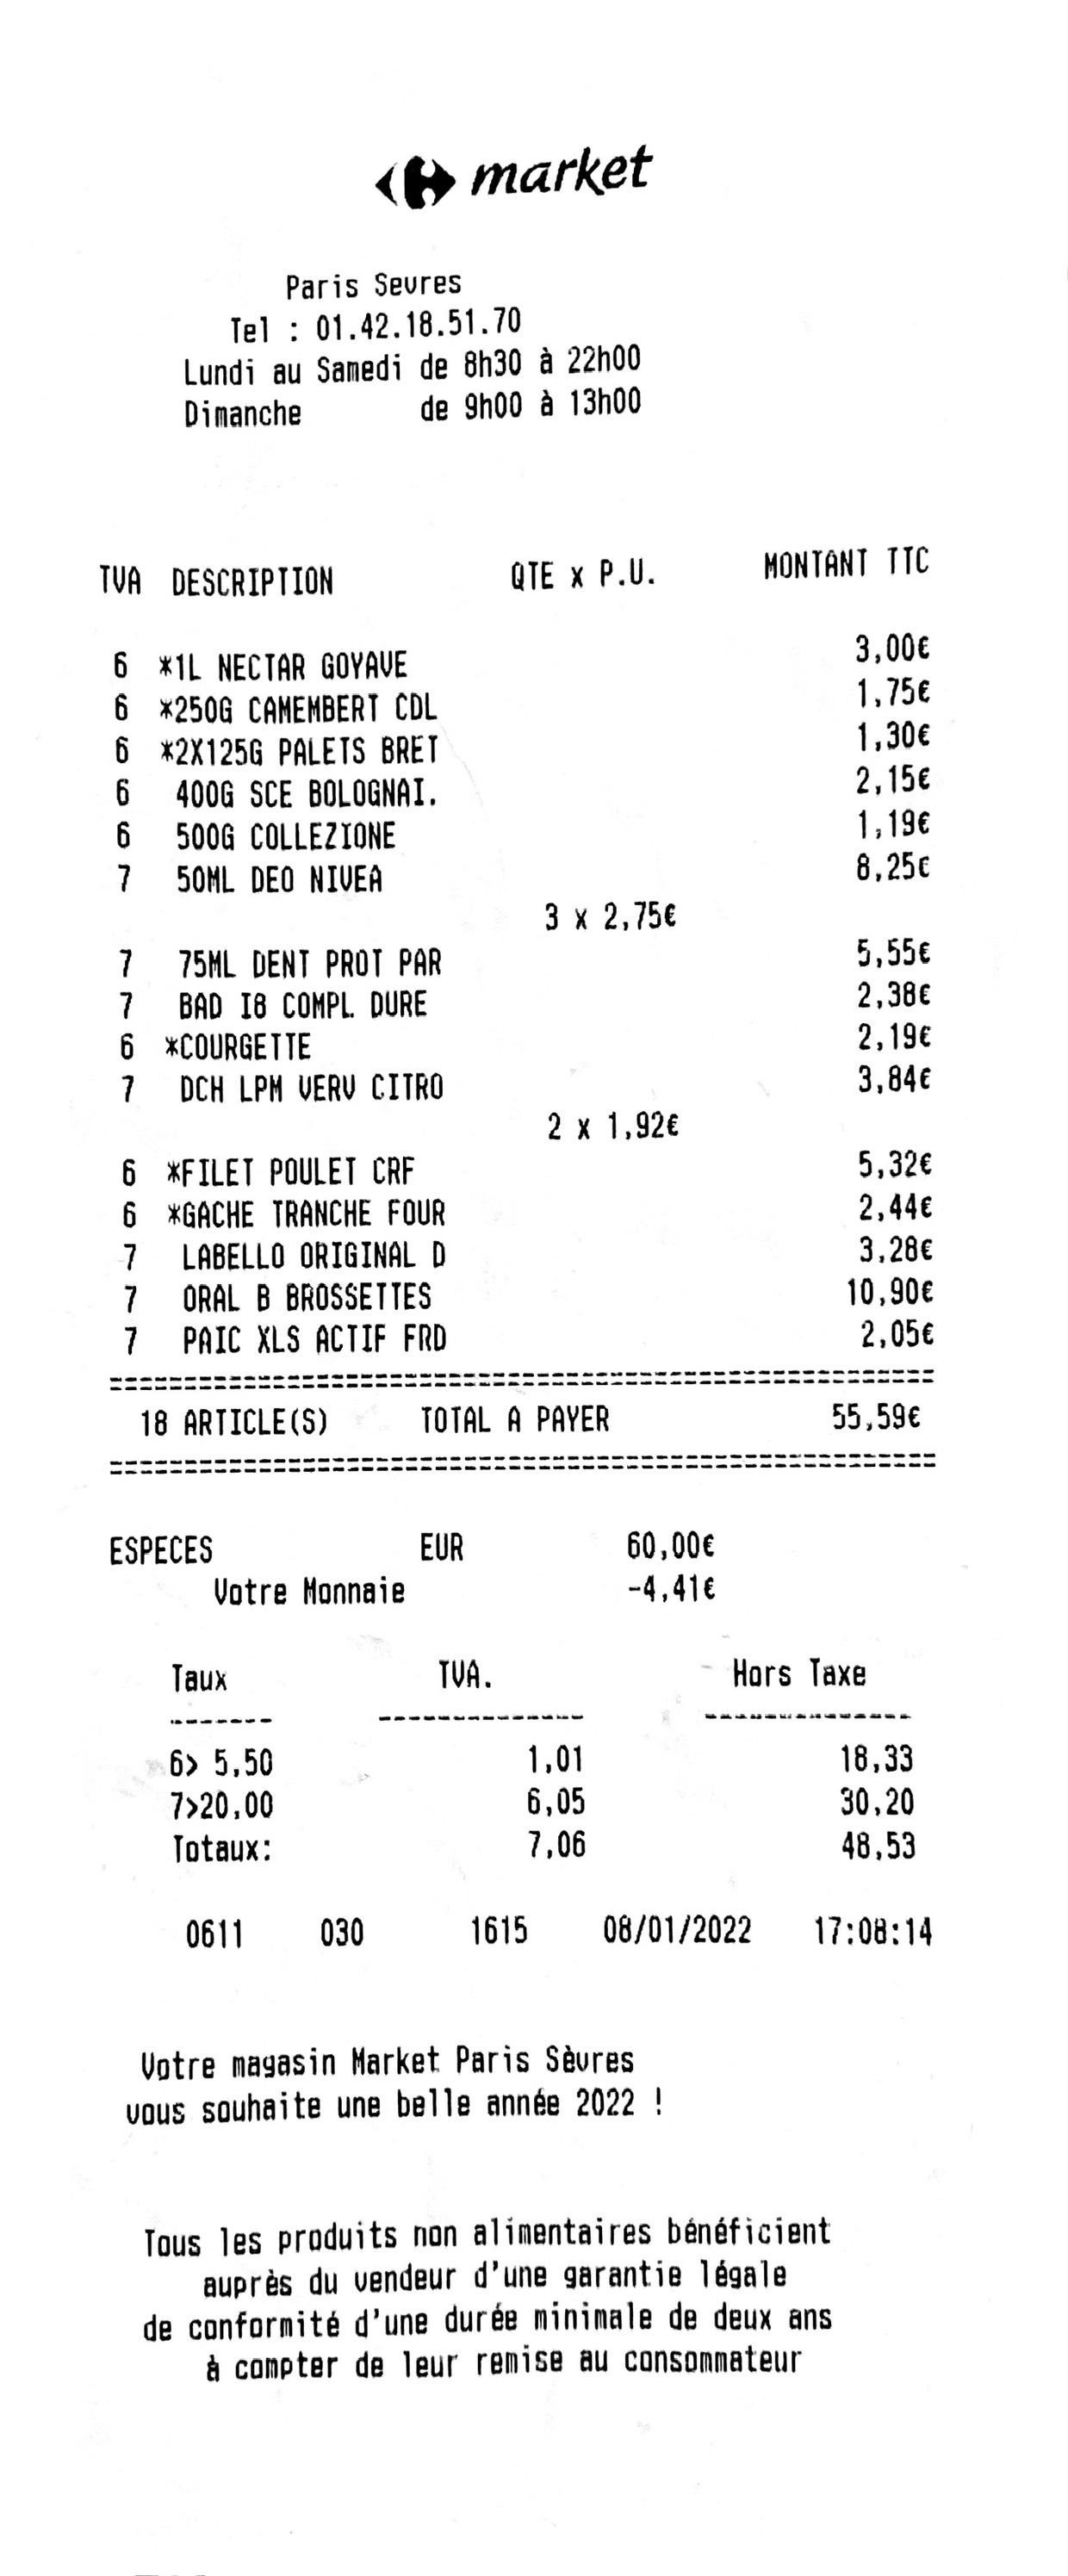 market
Paris Sevres
Tel : 01.42.18.51.70
Lundi au Samedi de 8h30 à 22h00
Dimanche de 9h00 à 13h00
TVA DESCRIPTION QTE x P.U. MONTANT TTC
6 *1L NECTAR GOYAVE 3,00€
6 *250G CAMEMBERT CDL 1,75€
6 *2X125G PALETS BRET 1,30€
6 400G SCE BOLOGNAI. 2,15€
6 500G COLLEZIONE 1,19€
7 50ML DEO NIVEA 8,25€
3 x 2,75€
7 75ML DENT PROT PAR 5,55€
7 BAD I8 COMPL DURE 2,38€
6 *COURGETTE 2,19€
7 DCH LPM VERV CITRO 3,84€
2 x 1,92€
6 *FILET POULET CRF 5,32€
6 *GACHE TRANCHE FOUR 2,44€
7 LABELLO ORIGINAL D 3,28€
7 ORAL B BROSSETTES 10,90€
7 PAIC XLS ACTIF FRD 2,05€
========================================================
18 ARTICLE(S) TOTAL A PAYER 55,59€
========================================================
ESPECES EUR 60,00€
Votre Monnaie -4,41€
Taux TVA. Hors Taxe
------- -------------- --------------
6> 5,50 1,01 18,33
7>20,00 6,05 30,20
Totaux: 7,06 48,53
0611 030 1615 08/01/2022 17:08:14
Votre magasin Market Paris Sèvres
vous souhaite une belle année 2022 !
Tous les produits non alimentaires bénéficient
auprès du vendeur d'une garantie légale
de conformité d'une durée minimale de deux ans
à compter de leur remise au consommateur